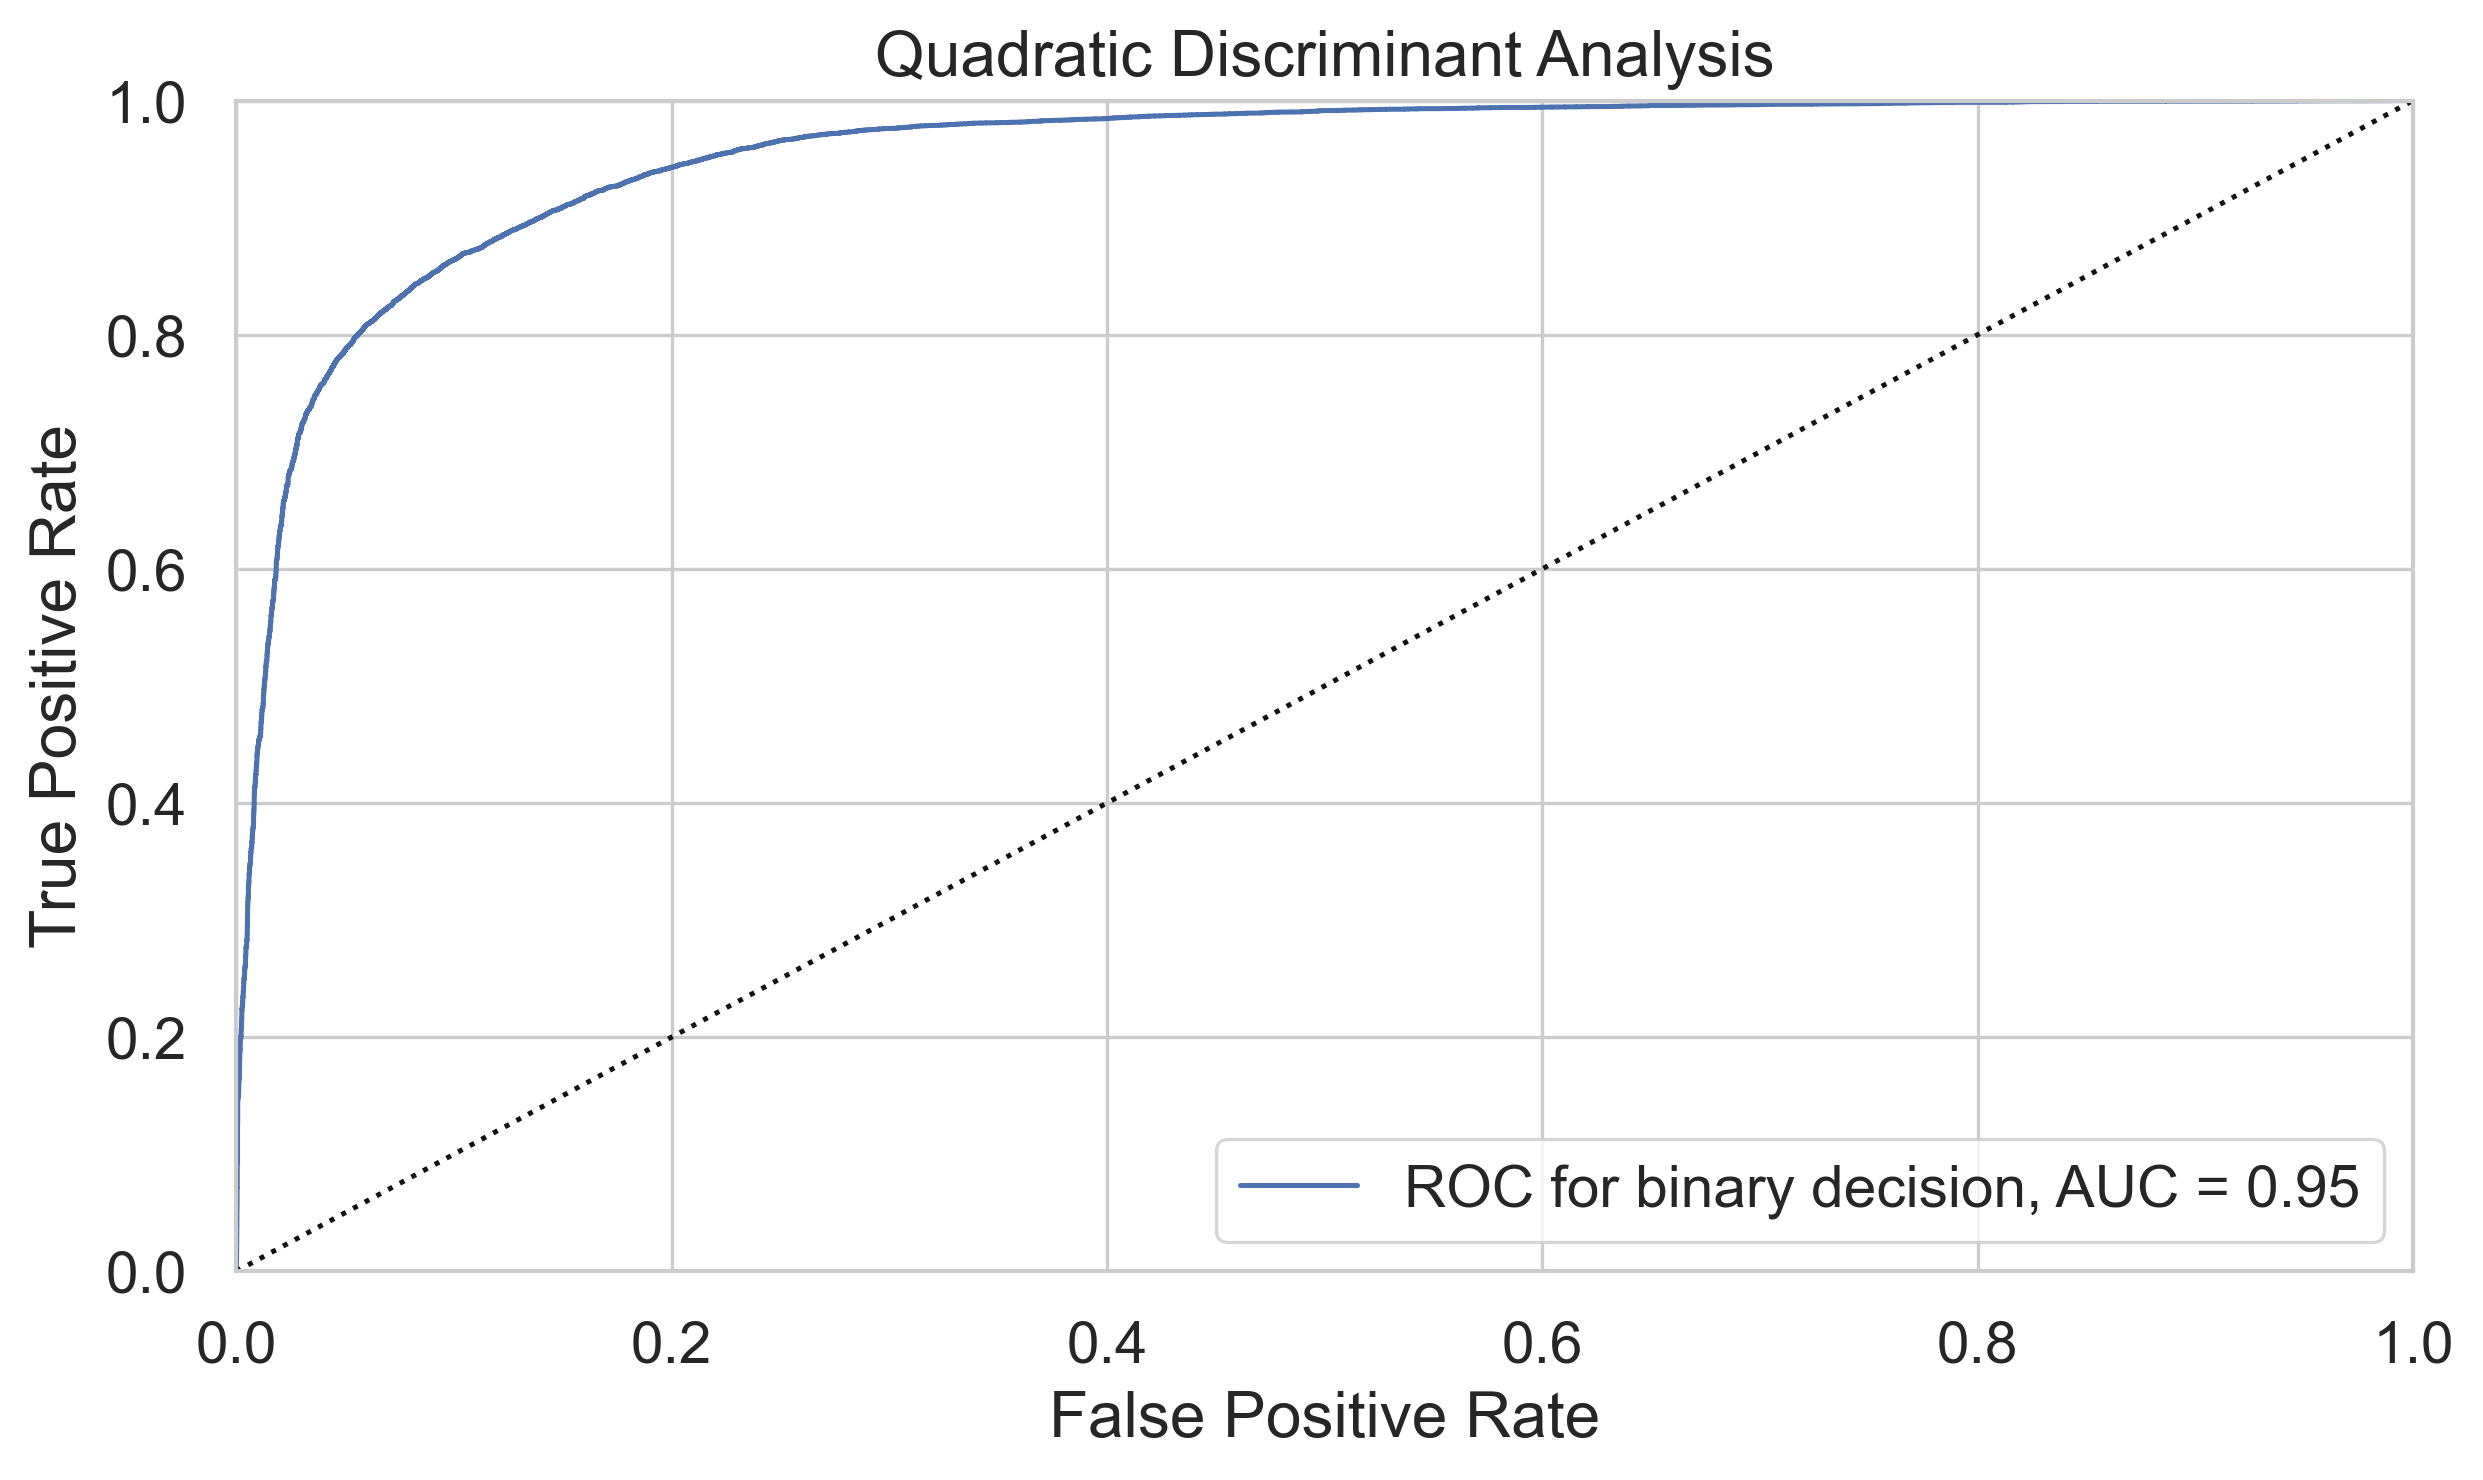 Quadratic Discriminant Analysis
1.0
0.8
0.6
0.4
0.2
0.0
True Positive Rate
ROC for binary decision, AUC = 0.95
0.0 0.2 0.4 0.6 0.8 1.0
False Positive Rate